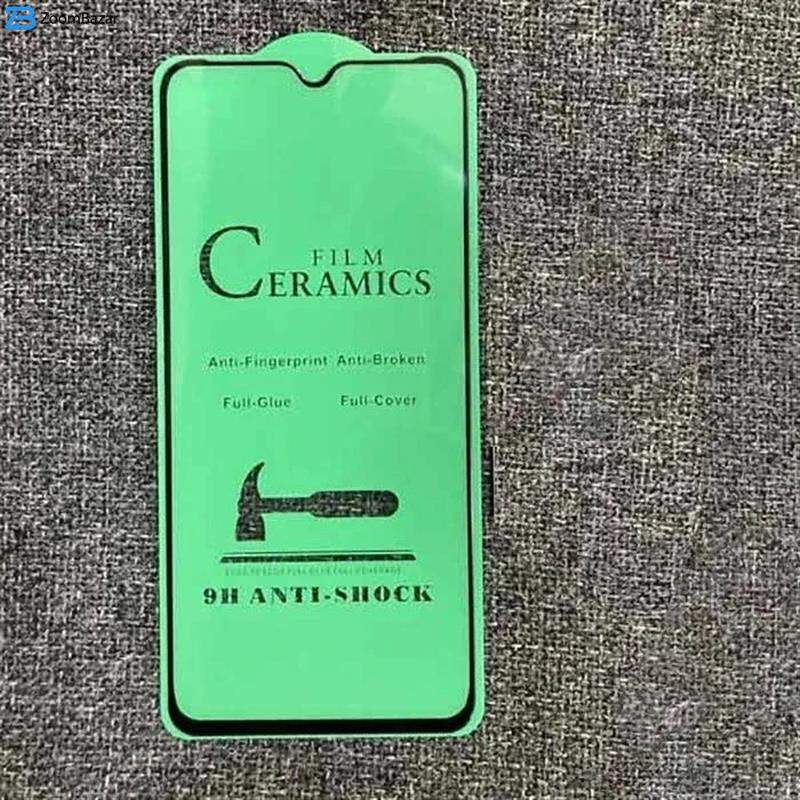 ZoomBazar
FILM
CERAMICS
Anti-Fingerprint Anti-Broken
Full-Glue Full-Cover
9H ANTI-SHOCK